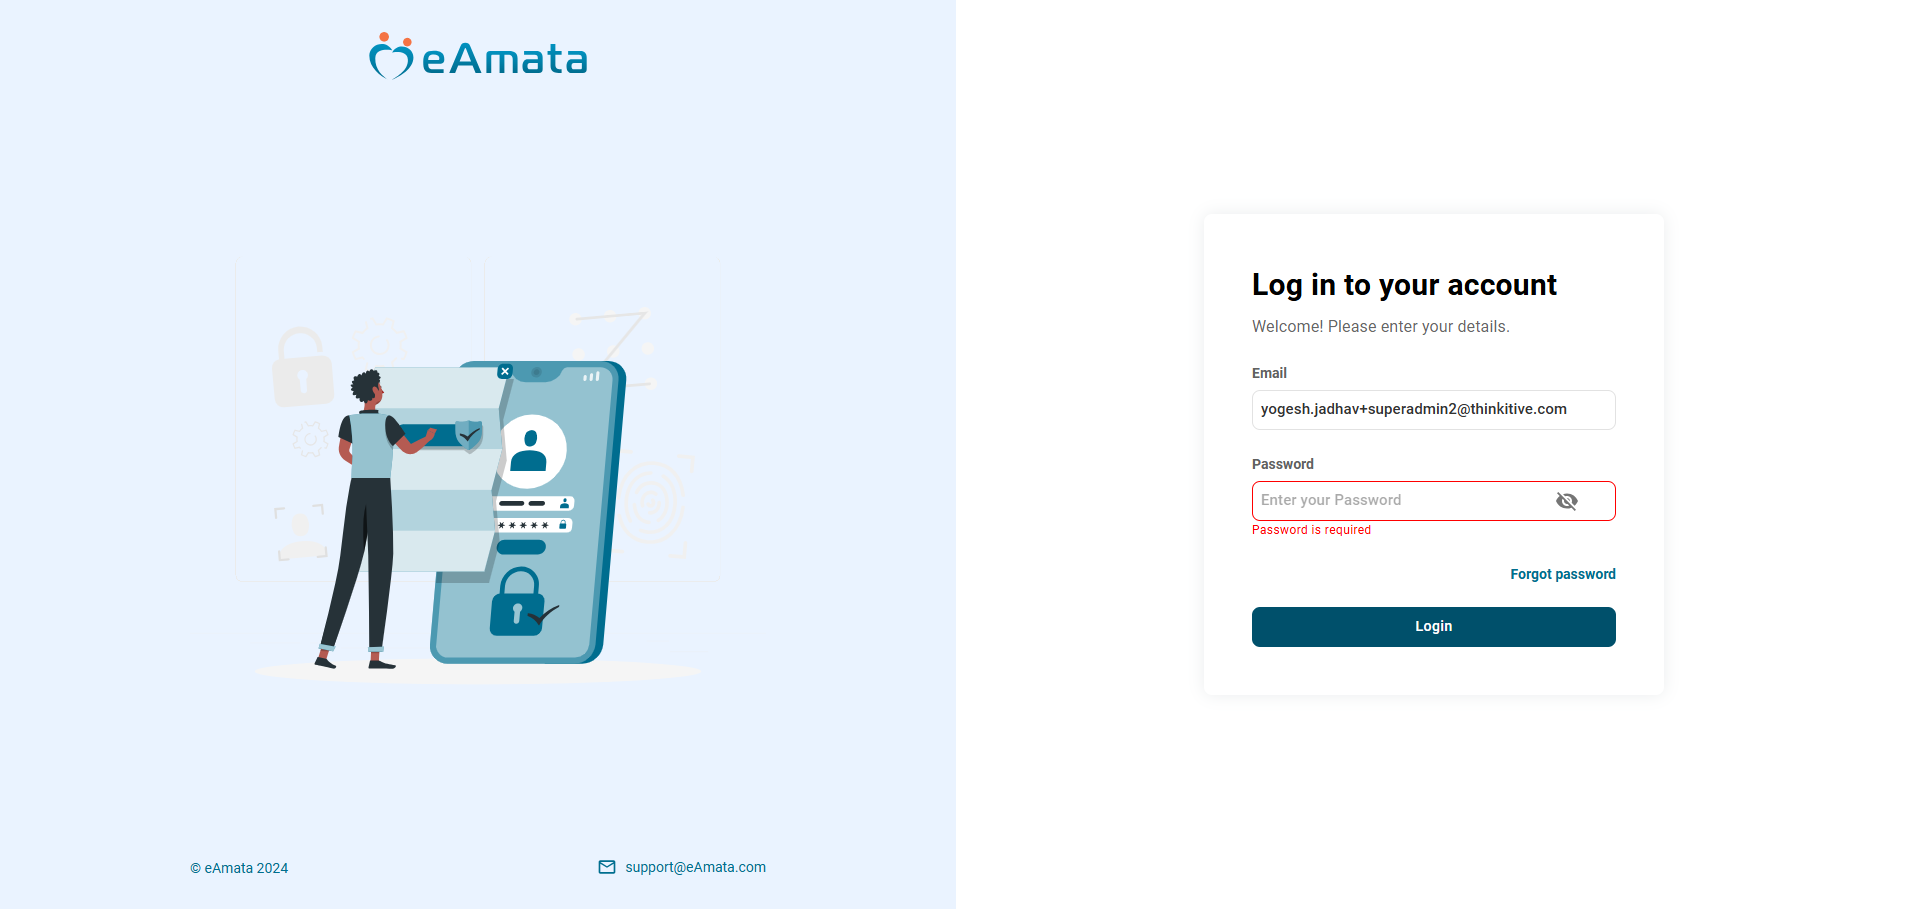 eAmata
Log in to your account
Welcome! Please enter your details.
Email
yogesh.jadhav+superadmin2@thinkitive.com
Password
Enter your Password
Password is required
Forgot password
Login
© eAmata 2024
support@eAmata.com